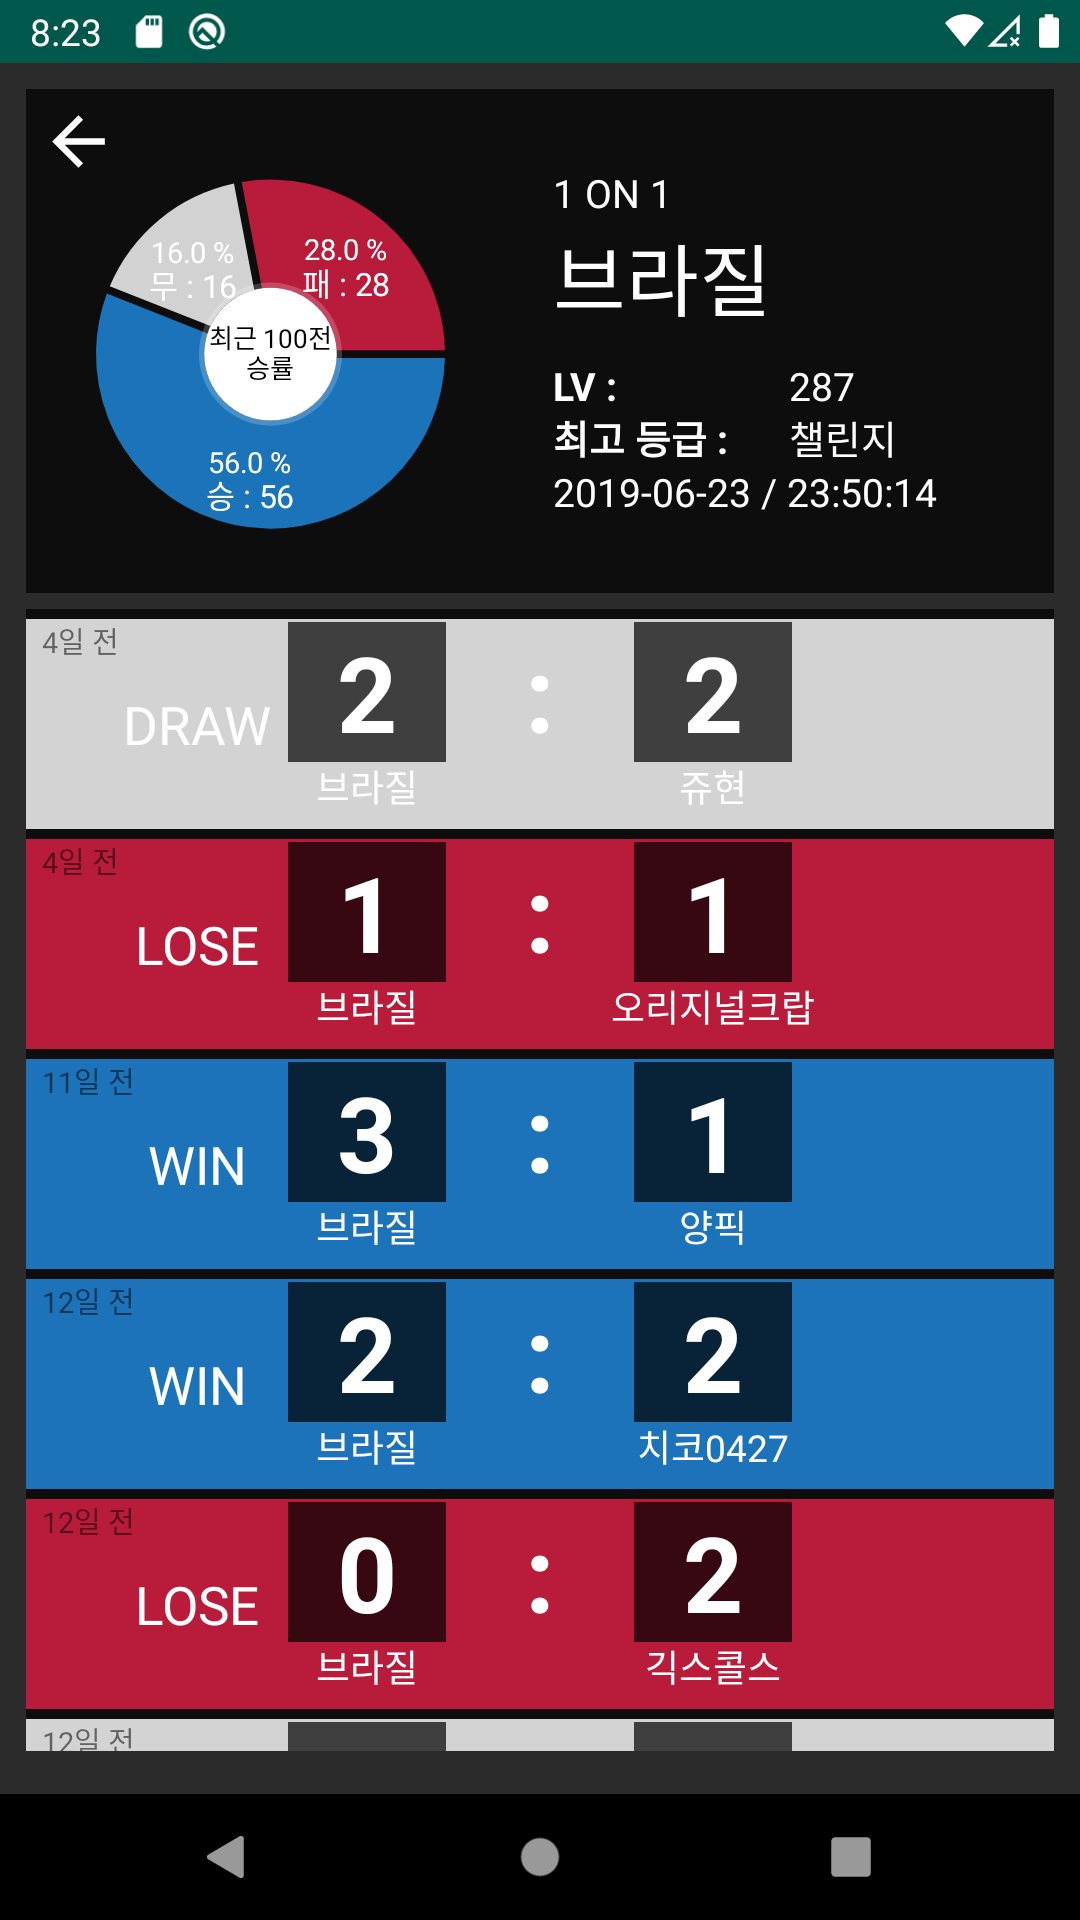 8:23
1 ON 1
브라질
16.0 %
무 : 16
28.0 %
패 : 28
최근 100전
승률
56.0 %
승 : 56
LV : 287
최고 등급 : 챌린지
2019-06-23 / 23:50:14
4일 전
DRAW 2 : 2
브라질 쥬현
4일 전
LOSE 1 : 1
브라질 오리지널크랍
11일 전
WIN 3 : 1
브라질 양픽
12일 전
WIN 2 : 2
브라질 치코0427
12일 전
LOSE 0 : 2
브라질 긱스콜스
12일 전